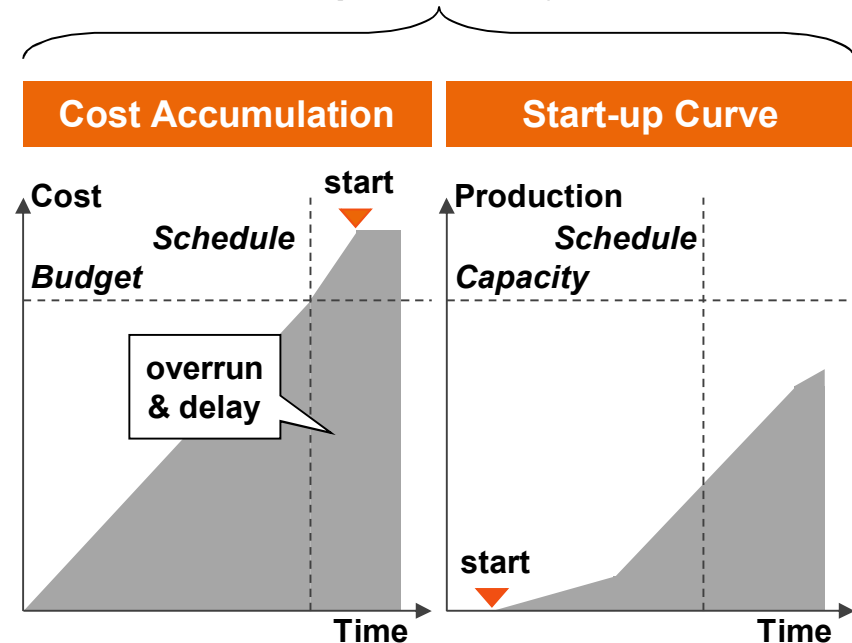 Cost Accumulation
Start-up Curve
Cost
start
Schedule
Budget
overrun
& delay
Time
Production
Schedule
Capacity
start
Time